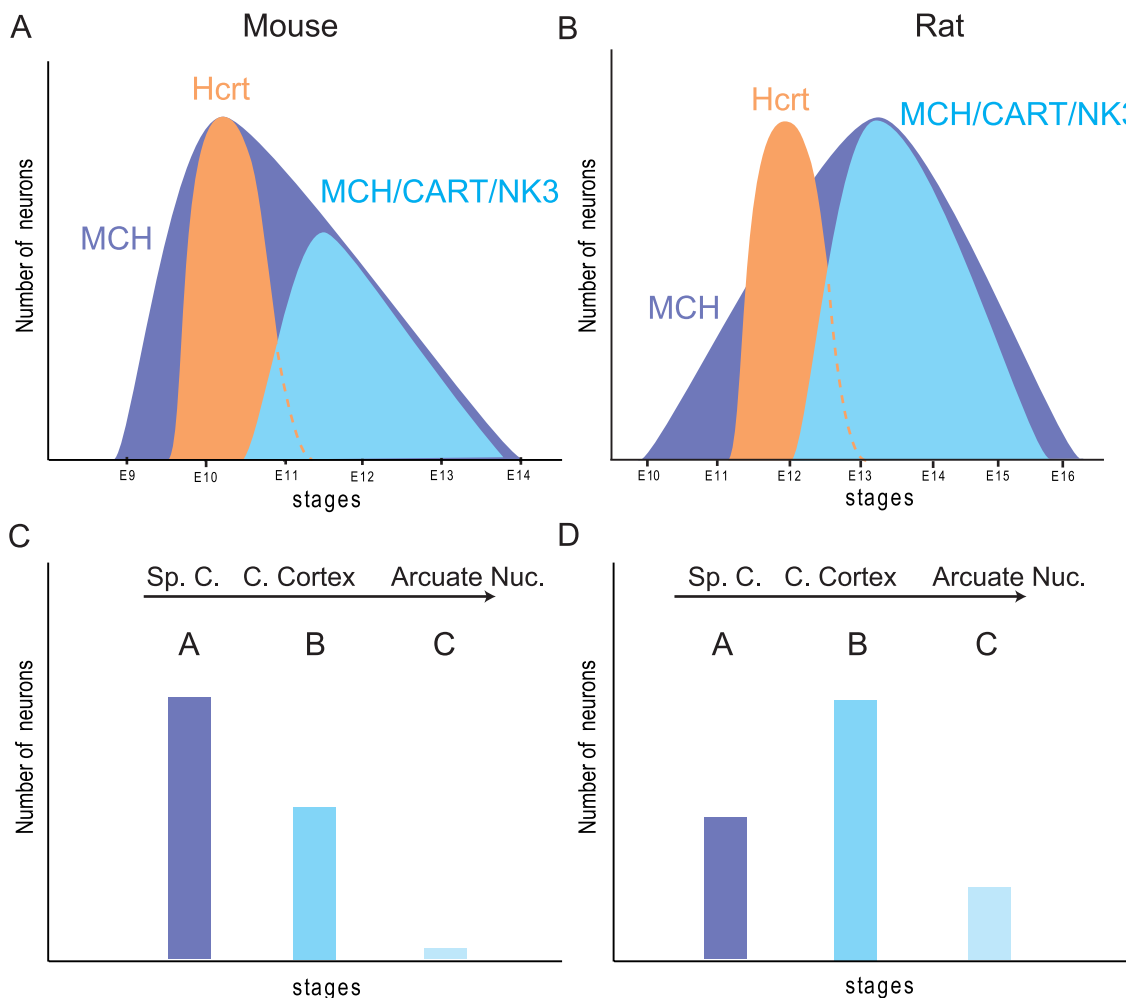 A
Mouse
Hcrt
MCH/CART/NK3
MCH
Number of neurons
E9 E10 E11 E12 E13 E14
stages
B
Rat
Hcrt
MCH/CART/NK3
MCH
Number of neurons
E10 E11 E12 E13 E14 E15 E16
stages
C
Sp. C. C. Cortex Arcuate Nuc.
A B C
Number of neurons
stages
D
Sp. C. C. Cortex Arcuate Nuc.
A B C
Number of neurons
stages